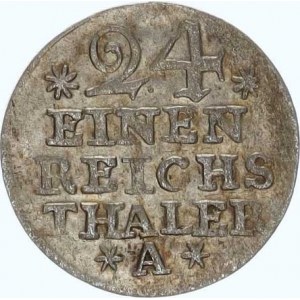 24
EINEN
REICHS
THALER
* A *